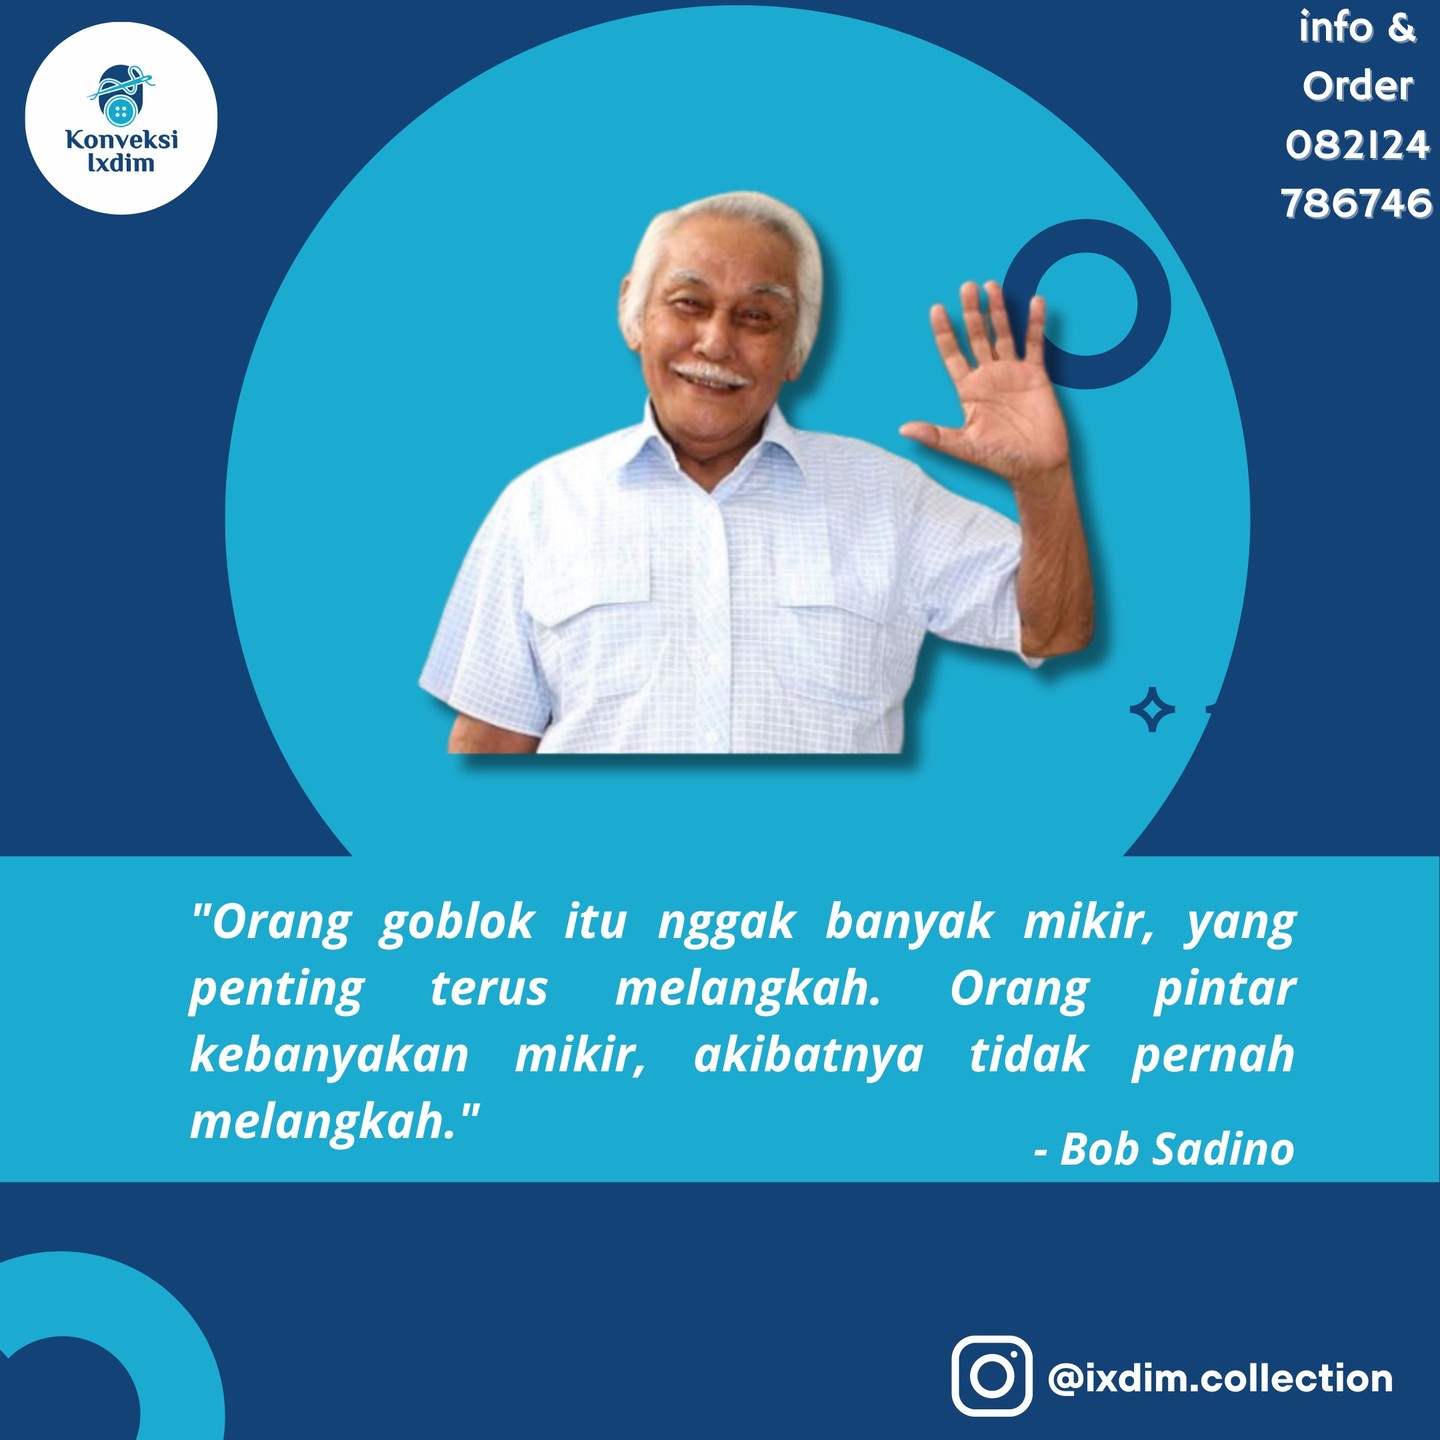 Konveksi
Ixdim
info &
Order
082124
786746
"Orang goblok itu nggak banyak mikir, yang
penting terus melangkah. Orang pintar
kebanyakan mikir, akibatnya tidak pernah
melangkah."
- Bob Sadino
@ixdim.collection